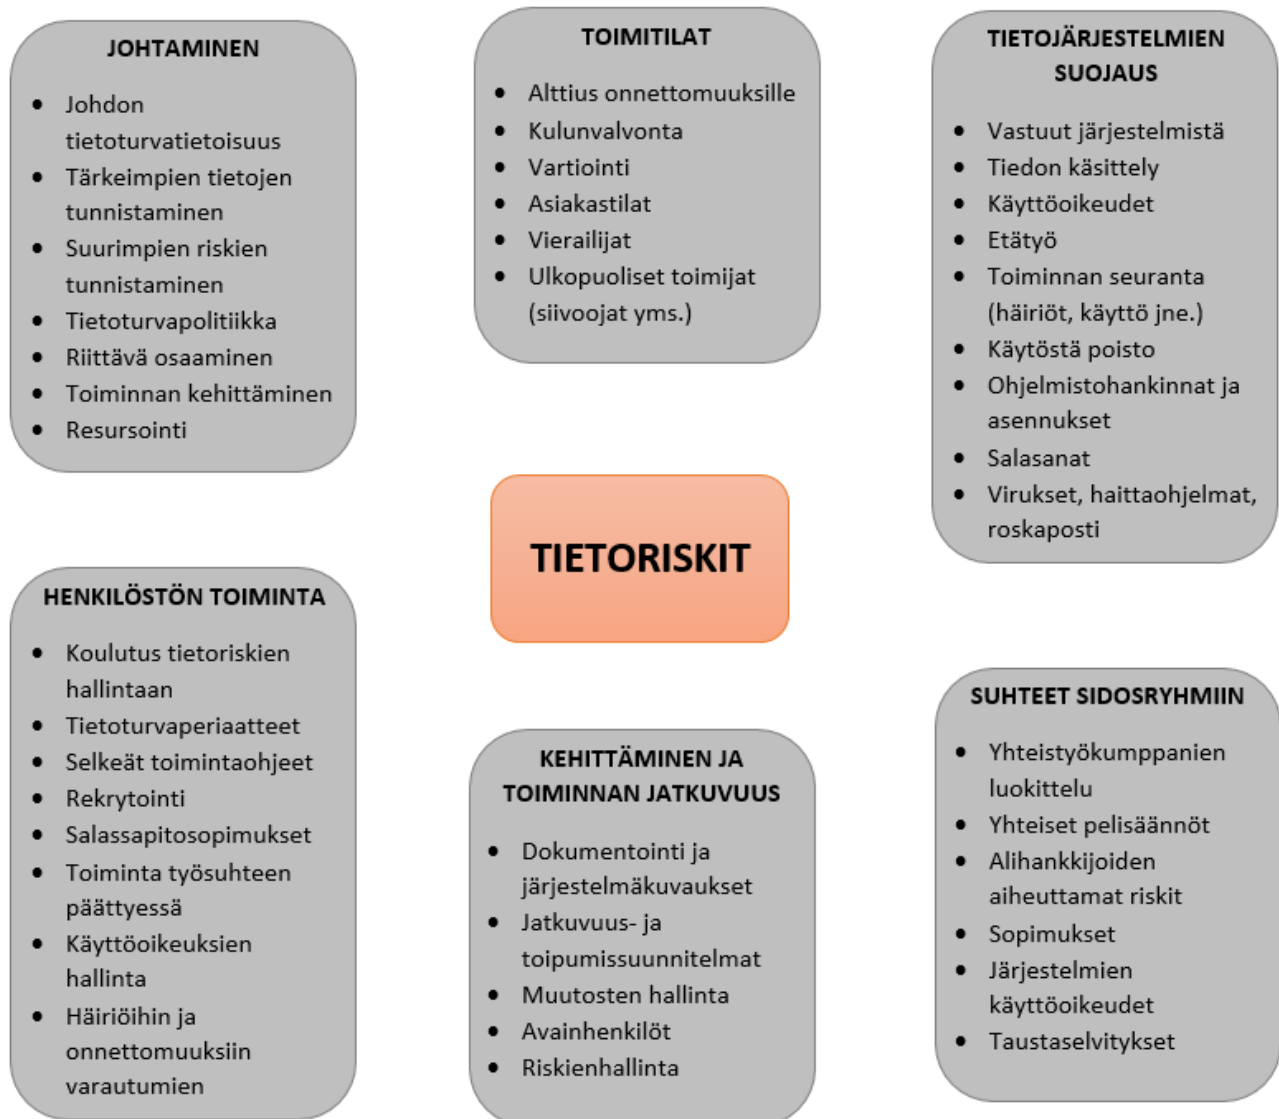 JOHTAMINEN
• Johdon
tietoturvatietoisuus
• Tärkeimpien tietojen
tunnistaminen
• Suurimpien riskien
tunnistaminen
• Tietoturvapolitiikka
• Riittävä osaaminen
• Toiminnan kehittäminen
• Resursointi
TOIMITILAT
• Alttius onnettomuuksille
• Kulunvalvonta
• Vartiointi
• Asiakastilat
• Vierailijat
• Ulkopuoliset toimijat
(siivoojat yms.)
TIETOJÄRJESTELMIEN
SUOJAUS
• Vastuut järjestelmistä
• Tiedon käsittely
• Käyttöoikeudet
• Etätyö
• Toiminnan seuranta
(häiriöt, käyttö jne.)
• Käytöstä poisto
• Ohjelmistohankinnat ja
asennukset
• Salasanat
• Virukset, haittaohjelmat,
roskaposti
TIETORISKIT
HENKILÖSTÖN TOIMINTA
• Koulutus tietoriskien
hallintaan
• Tietoturvaperiaatteet
• Selkeät toimintaohjeet
• Rekrytointi
• Salassapitosopimukset
• Toiminta työsuhteen
päättyessä
• Käyttöoikeuksien
hallinta
• Häiriöihin ja
onnettomuuksiin
varautumien
KEHITTÄMINEN JA
TOIMINNAN JATKUVUUS
• Dokumentointi ja
järjestelmäkuvaukset
• Jatkuvuus- ja
toipumissuunnitelmat
• Muutosten hallinta
• Avainhenkilöt
• Riskienhallinta
SUHTEET SIDOSRYHMIIN
• Yhteistyökumppanien
luokittelu
• Yhteiset pelisäännöt
• Alihankkijoiden
aiheuttamat riskit
• Sopimukset
• Järjestelmien
käyttöoikeudet
• Taustaselvitykset